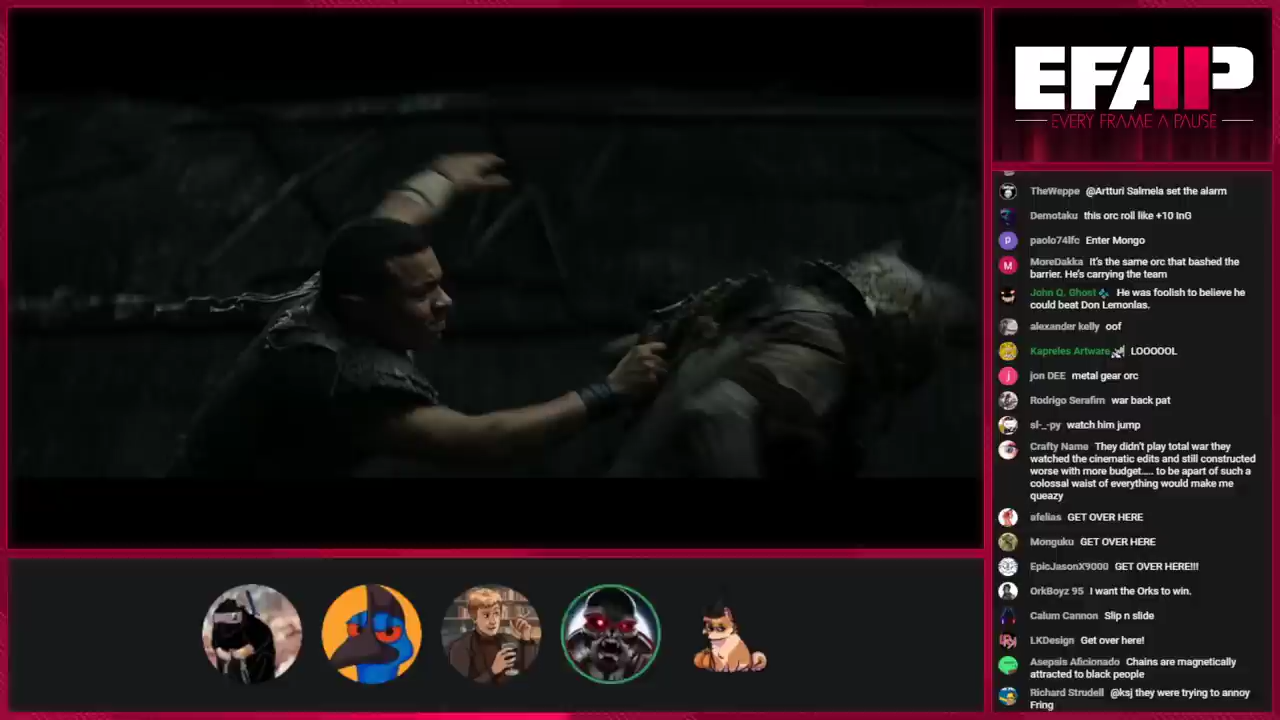 EFAP
EVERY FRAME A PAUSE
TheWeppe @Artturi Salmela set the alarm
Demotaku this orc roll like +10 InG
paolo74lfc Enter Mongo
MoreDakka It's the same orc that bashed the
barrier. He's carrying the team
John Q. Ghost He was foolish to believe he
could beat Don Lemonlas.
alexander kelly oof
Kapreles Artware LOOOOOL
jon DEE metal gear orc
Rodrigo Serafim war back pat
sl-_-py watch him jump
Crafty Name They didn't play total war they
watched the cinematic edits and still constructed
worse with more budget..... to be apart of such a
colossal waist of everything would make me
queazy
afelias GET OVER HERE
Monguku GET OVER HERE
EpicJasonX9000 GET OVER HERE!!!
OrkBoyz 95 I want the Orks to win.
Calum Cannon Slip n slide
LKDesign Get over here!
Asepsis Aficionado Chains are magnetically
attracted to black people
Richard Strudell @ksj they were trying to annoy
Fring